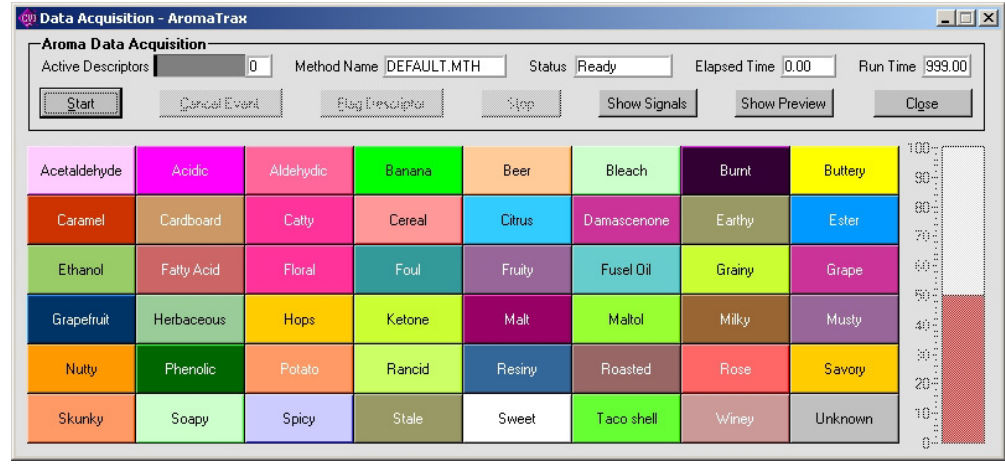 Data Acquisition - AromaTrax
Aroma Data Acquisition
Active Descriptors 0 Method Name DEFAULT.MTH Status Ready Elapsed Time 0.00 Run Time 999.00
Start Cancel Event Flag Descriptor Stop Show Signals Show Preview Close
Acetaldehyde Acidic Aldehydic Banana Beer Bleach Burnt Buttery
Caramel Cardboard Catty Cereal Citrus Damascenone Earthy Ester
Ethanol Fatty Acid Floral Foul Fruity Fusel Oil Grainy Grape
Grapefruit Herbaceous Hops Ketone Malt Maltol Milky Musty
Nutty Phenolic Potato Rancid Resiny Roasted Rose Savory
Skunky Soapy Spicy Stale Sweet Taco shell Winey Unknown
100
90
80
70
60
50
40
30
20
10
0